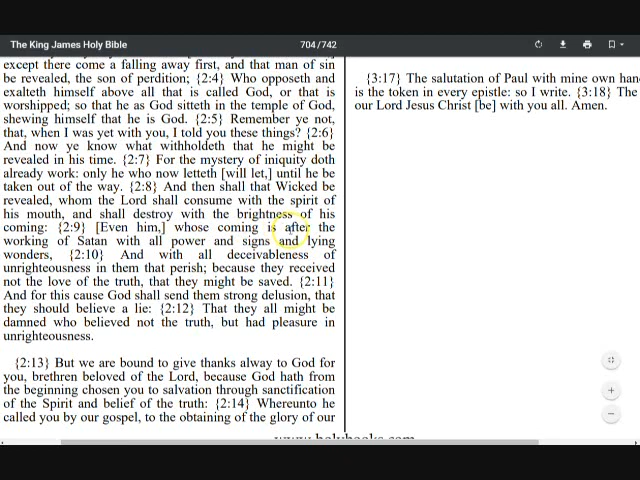 The King James Holy Bible
704/742
except there come a falling away first, and that man of sin
be revealed, the son of perdition; {2:4} Who opposeth and
exalteth himself above all that is called God, or that is
worshipped; so that he as God sitteth in the temple of God,
shewing himself that he is God. {2:5} Remember ye not,
that, when I was yet with you, I told you these things? {2:6}
And now ye know what withholdeth that he might be
revealed in his time. {2:7} For the mystery of iniquity doth
already work: only he who now letteth [will let,] until he be
taken out of the way. {2:8} And then shall that Wicked be
revealed, whom the Lord shall consume with the spirit of
his mouth, and shall destroy with the brightness of his
coming: {2:9} [Even him,] whose coming is after the
working of Satan with all power and signs and lying
wonders, {2:10} And with all deceivableness of
unrighteousness in them that perish; because they received
not the love of the truth, that they might be saved. {2:11}
And for this cause God shall send them strong delusion, that
they should believe a lie: {2:12} That they all might be
damned who believed not the truth, but had pleasure in
unrighteousness.
{2:13} But we are bound to give thanks alway to God for
you, brethren beloved of the Lord, because God hath from
the beginning chosen you to salvation through sanctification
of the Spirit and belief of the truth: {2:14} Whereunto he
called you by our gospel, to the obtaining of the glory of our
{3:17} The salutation of Paul with mine own han
is the token in every epistle: so I write. {3:18} The
our Lord Jesus Christ [be] with you all. Amen.
www.holybooks.com